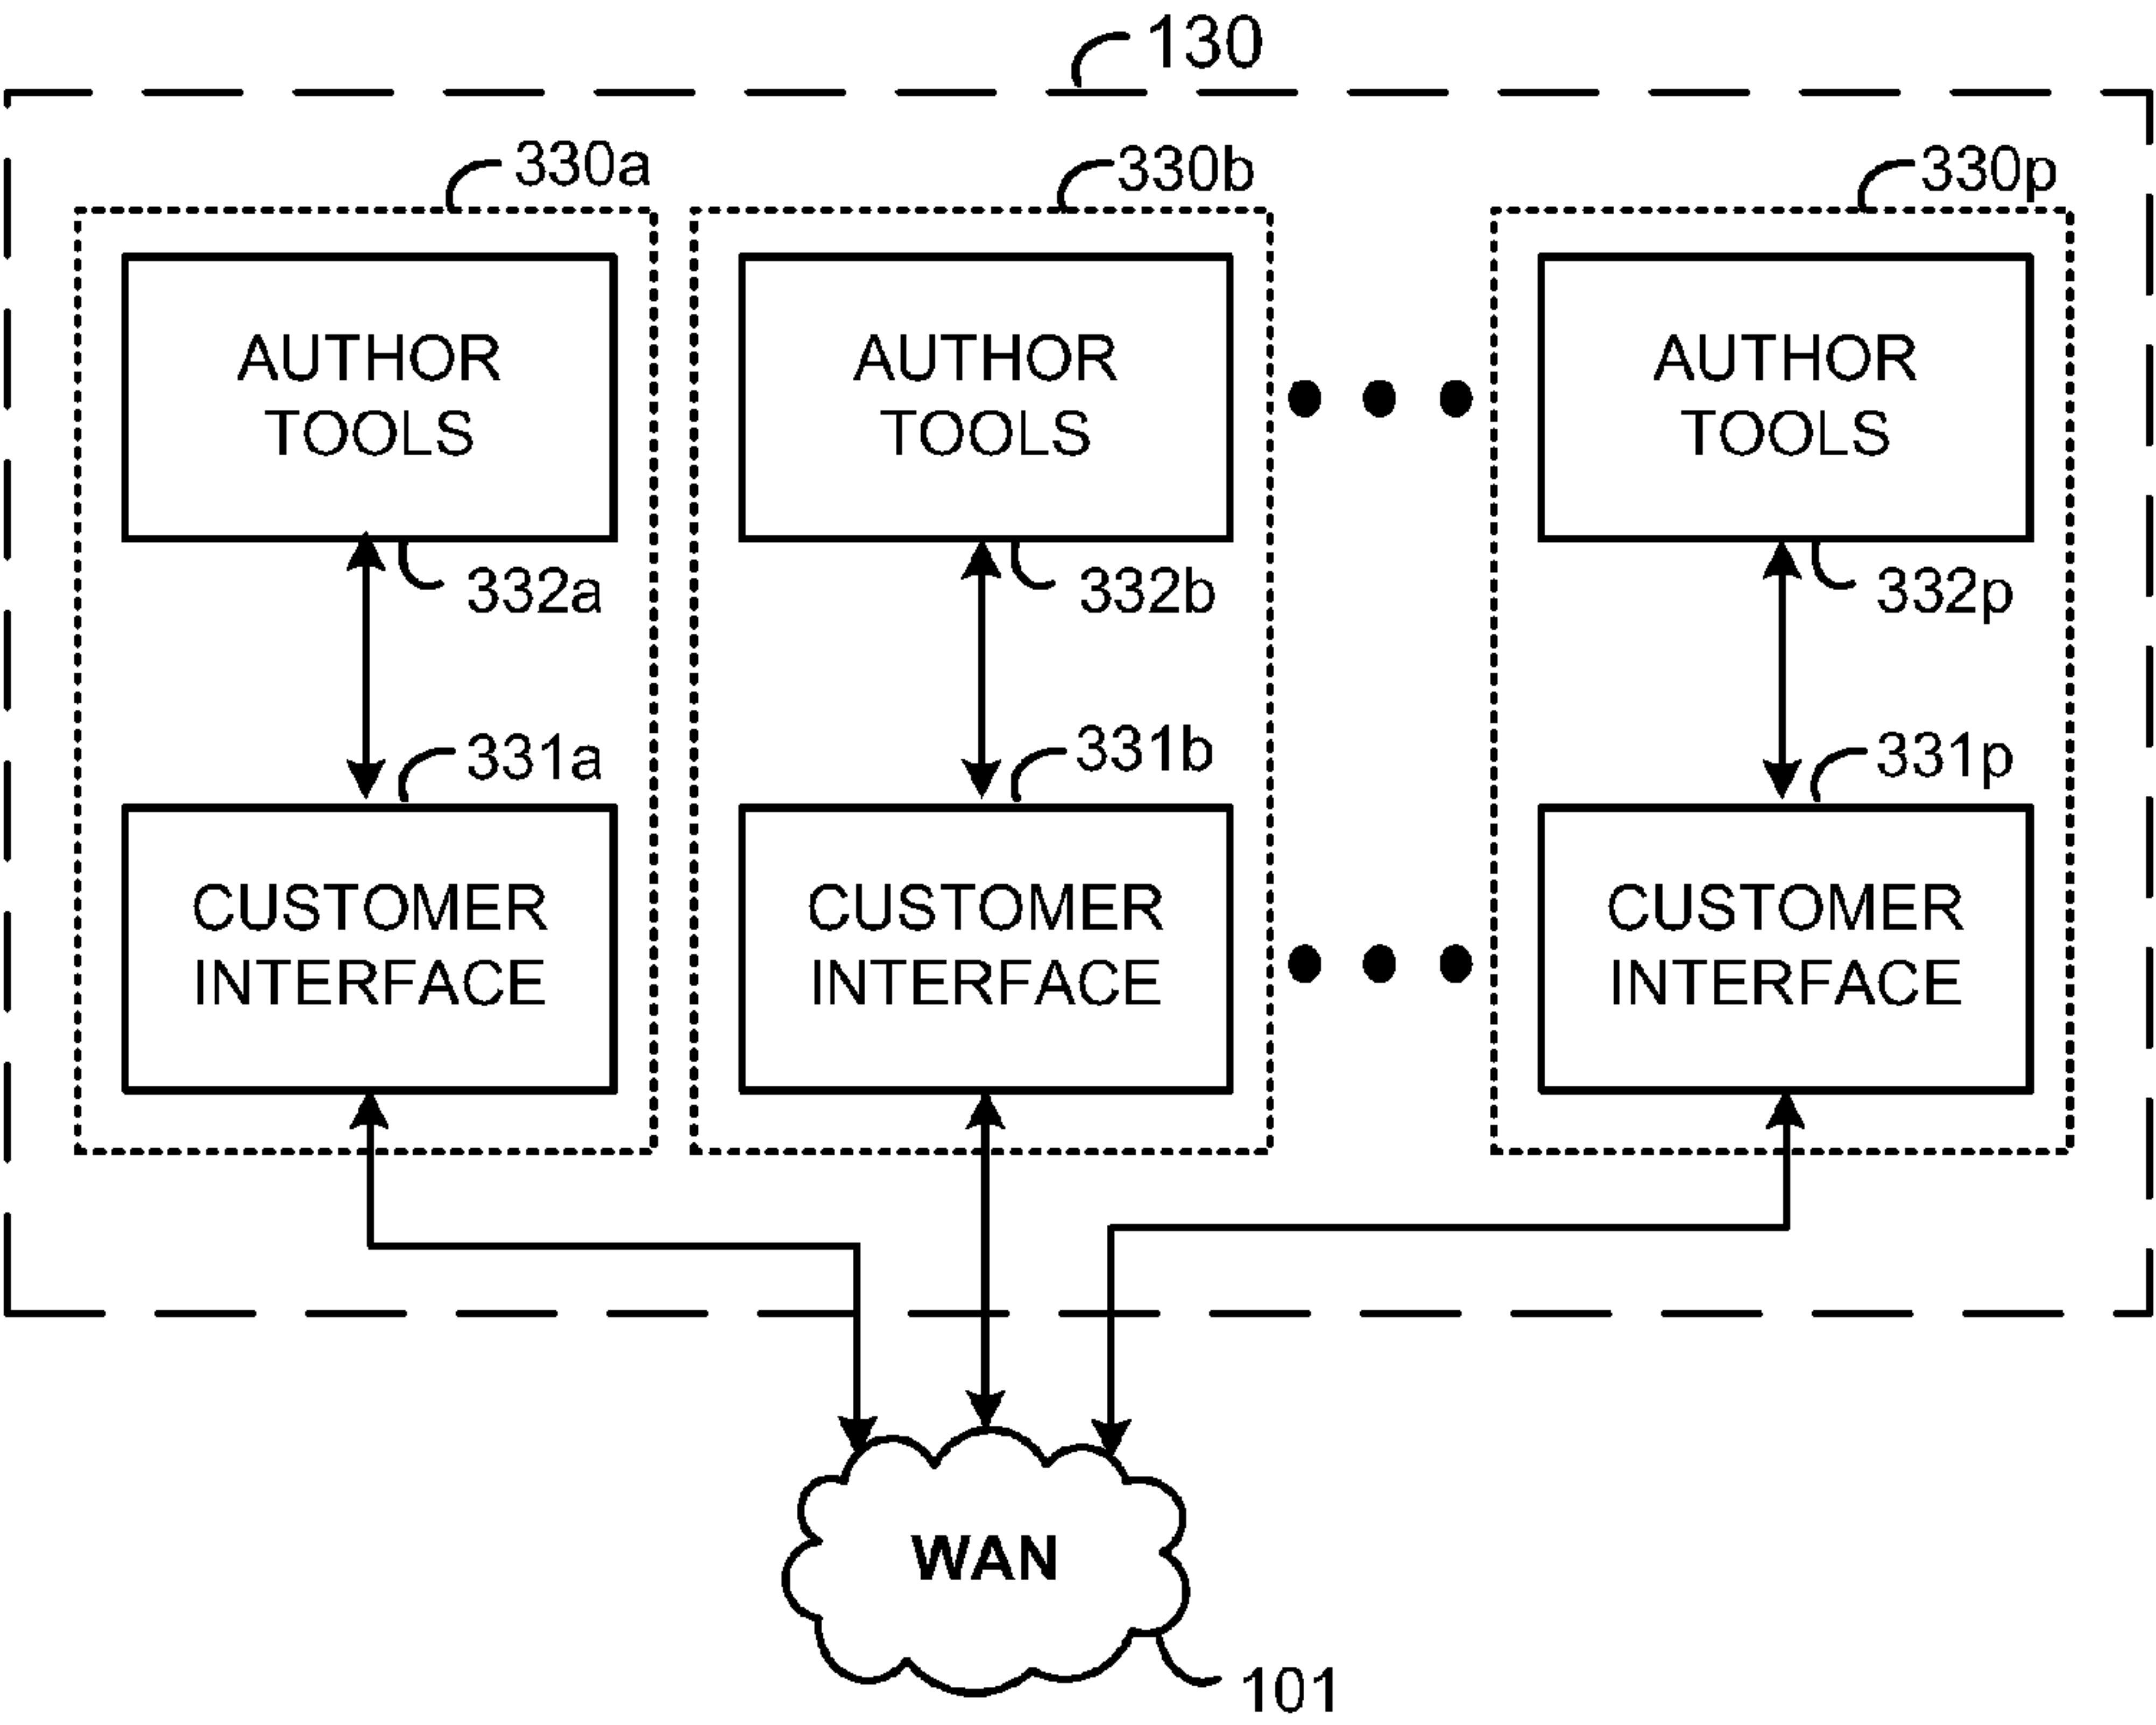 130
330a
330b
330p
AUTHOR
TOOLS
AUTHOR
TOOLS
AUTHOR
TOOLS
332a
332b
332p
331a
331b
331p
CUSTOMER
INTERFACE
CUSTOMER
INTERFACE
CUSTOMER
INTERFACE
WAN
101